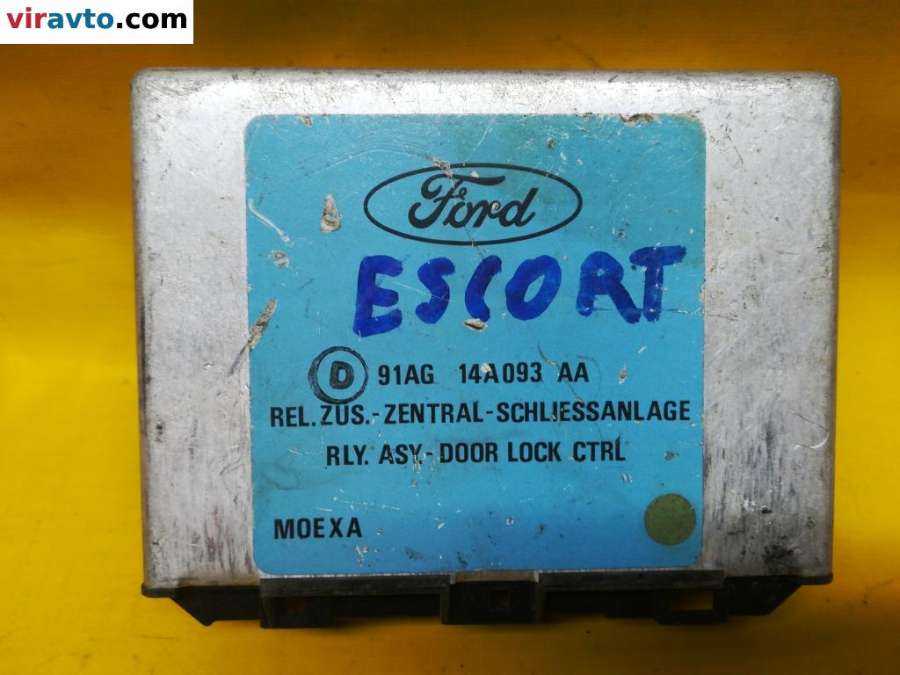 viravto.com
Ford
ESCORT
D 91AG 14A093 AA
REL.ZUS.-ZENTRAL-SCHLIESSANLAGE
RLY. ASY.-DOOR LOCK CTRL
MOEXA